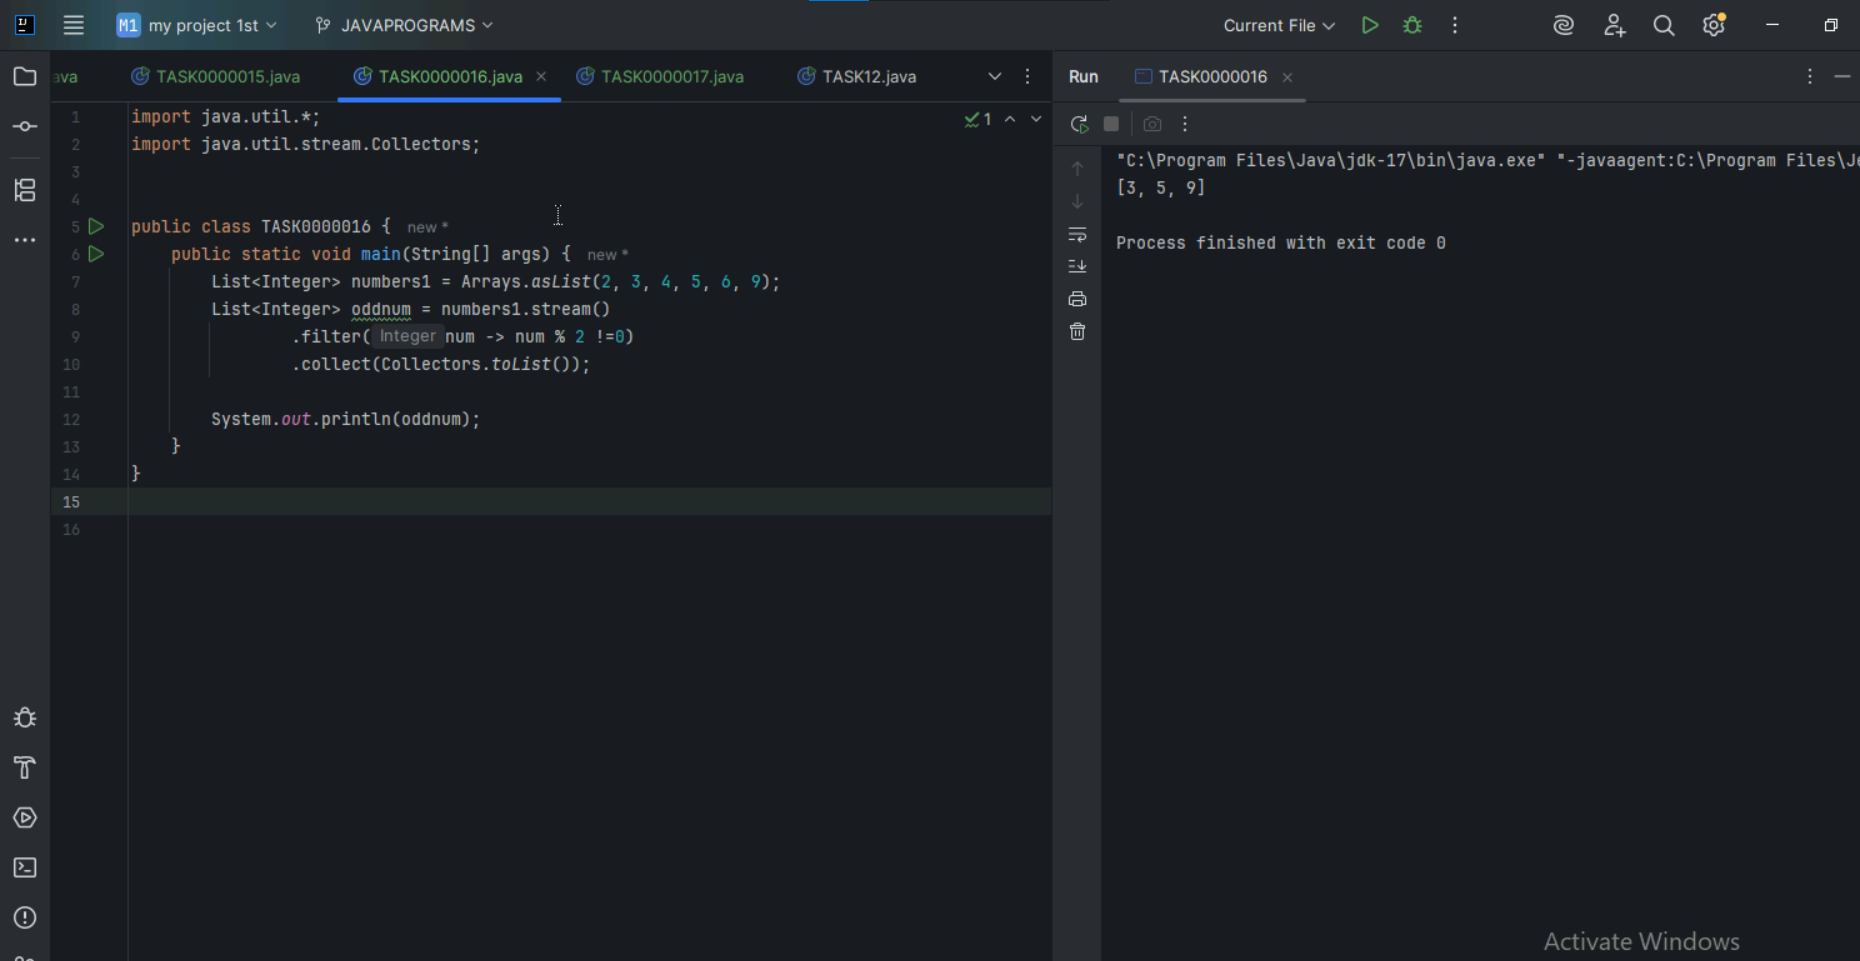 M1 my project 1st JAVAPROGRAMS Current File
ava TASK0000015.java TASK0000016.java TASK0000017.java TASK12.java
Run TASK0000016
1 import java.util.*;
1
2 import java.util.stream.Collectors;
3
4
5 public class TASK0000016 { new *
6 public static void main(String[] args) { new *
7 List<Integer> numbers1 = Arrays.asList(2, 3, 4, 5, 6, 9);
8 List<Integer> oddnum = numbers1.stream()
9 .filter( Integer num -> num % 2 !=0)
10 .collect(Collectors.toList());
11
12 System.out.println(oddnum);
13 }
14 }
15
16
"C:\Program Files\Java\jdk-17\bin\java.exe" "-javaagent:C:\Program Files\Je
[3, 5, 9]
Process finished with exit code 0
Activate Windows